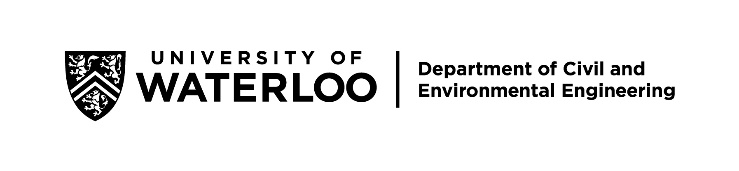 UNIVERSITY OF
WATERLOO
Department of Civil and
Environmental Engineering